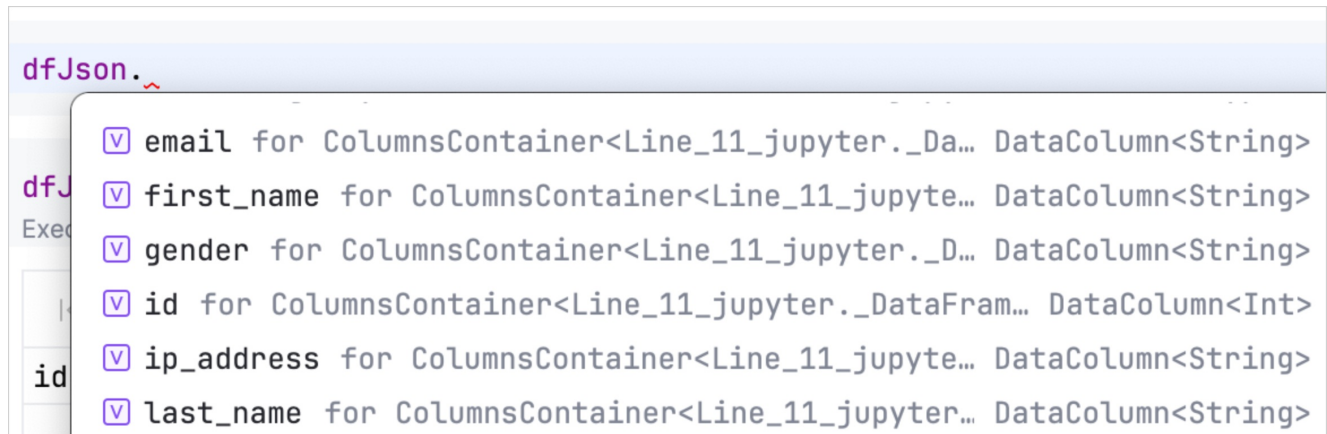 dfJson.
V email for ColumnsContainer<Line_11_jupyter._Da… DataColumn<String>
dfJ
V first_name for ColumnsContainer<Line_11_jupyte… DataColumn<String>
Exec
V gender for ColumnsContainer<Line_11_jupyter._D… DataColumn<String>
V id for ColumnsContainer<Line_11_jupyter._DataFram… DataColumn<Int>
V ip_address for ColumnsContainer<Line_11_jupyte… DataColumn<String>
id
V last_name for ColumnsContainer<Line_11_jupyter… DataColumn<String>